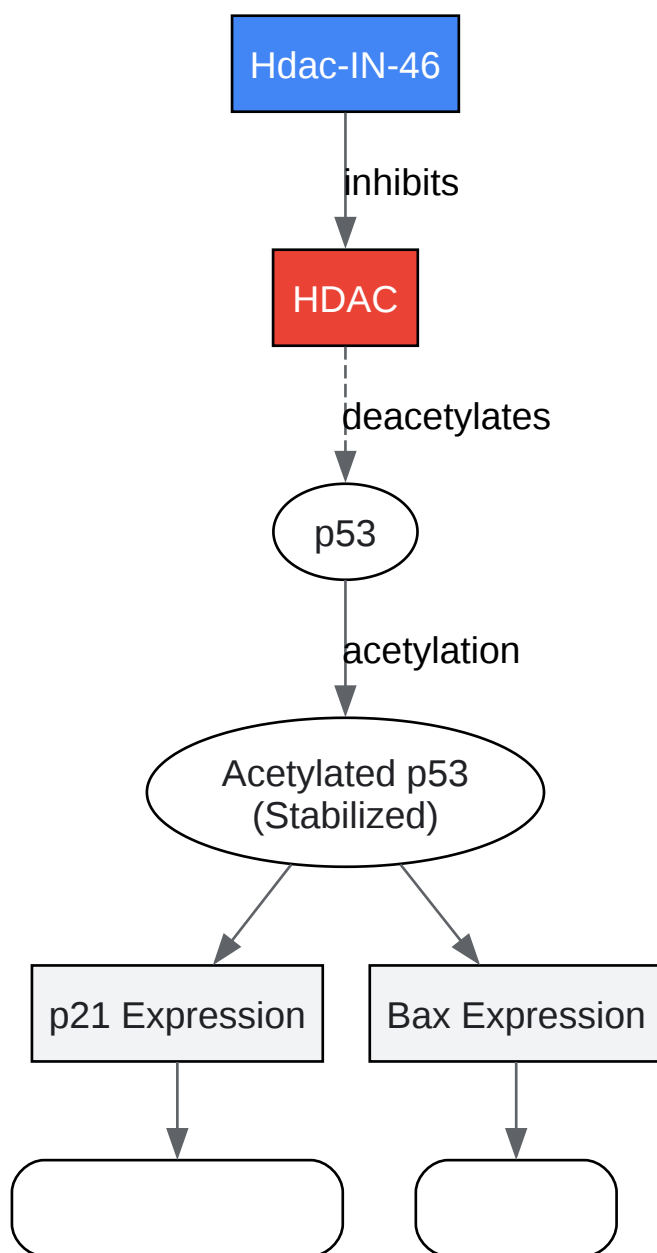 Hdac-IN-46
inhibits
HDAC
deacetylates
p53
acetylation
Acetylated p53
(Stabilized)
p21 Expression
Bax Expression